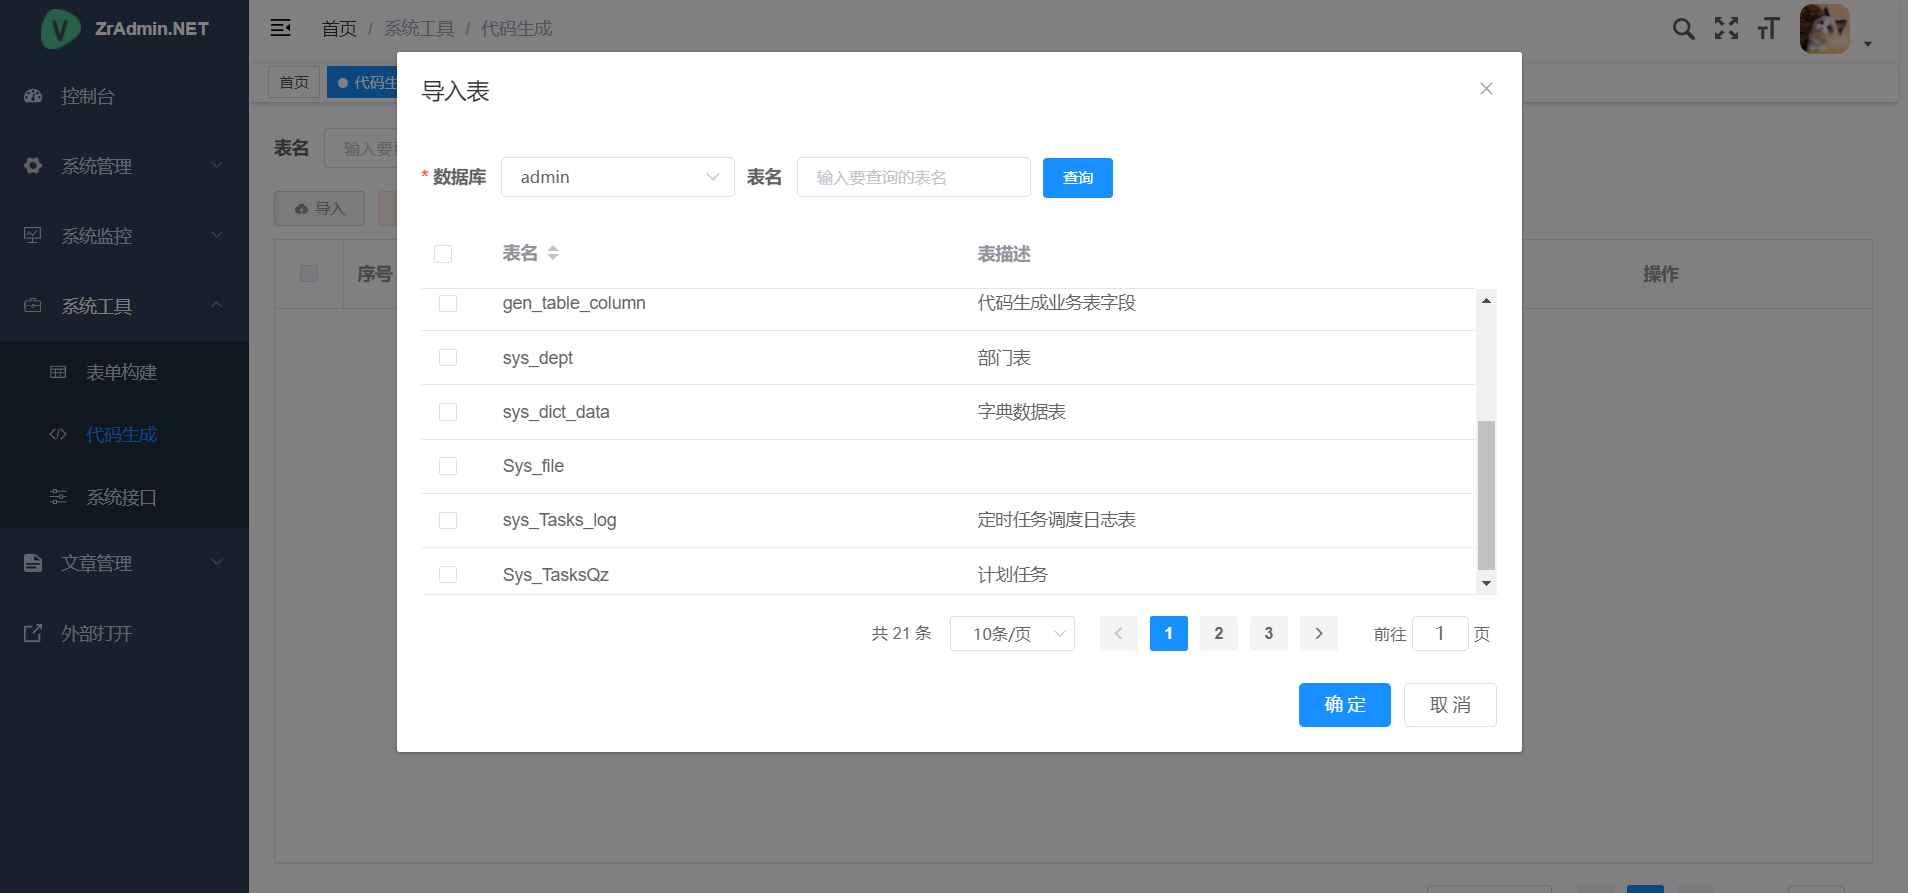 ZrAdmin.NET
首页 / 系统工具 / 代码生成
控制台
系统管理
系统监控
系统工具
表单构建
代码生成
系统接口
文章管理
外部打开
首页
代码生
表名 输入要
导入
序号 操作
导入表
* 数据库 admin 表名 输入要查询的表名 查询
表名 表描述
gen_table_column 代码生成业务表字段
sys_dept 部门表
sys_dict_data 字典数据表
Sys_file
sys_Tasks_log 定时任务调度日志表
Sys_TasksQz 计划任务
共 21 条 10条/页 1 2 3 前往 1 页
确 定 取 消